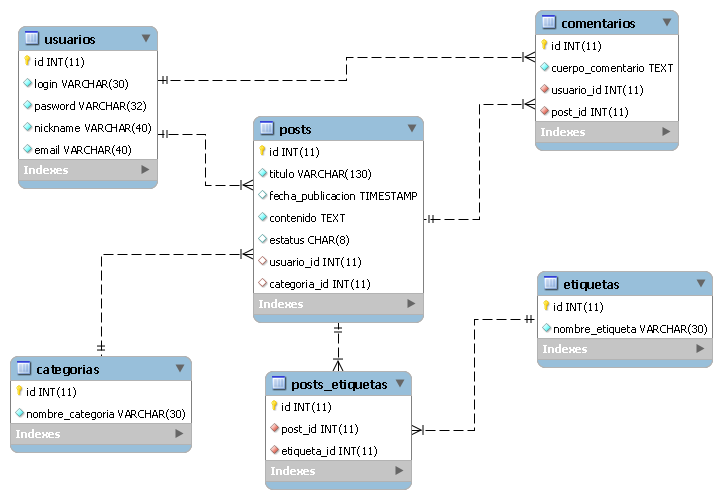 usuarios
id INT(11)
login VARCHAR(30)
pasword VARCHAR(32)
nickname VARCHAR(40)
email VARCHAR(40)
Indexes
comentarios
id INT(11)
cuerpo_comentario TEXT
usuario_id INT(11)
post_id INT(11)
Indexes
posts
id INT(11)
titulo VARCHAR(130)
fecha_publicacion TIMESTAMP
contenido TEXT
estatus CHAR(8)
usuario_id INT(11)
categoria_id INT(11)
Indexes
etiquetas
id INT(11)
nombre_etiqueta VARCHAR(30)
Indexes
categorias
id INT(11)
nombre_categoria VARCHAR(30)
Indexes
posts_etiquetas
id INT(11)
post_id INT(11)
etiqueta_id INT(11)
Indexes